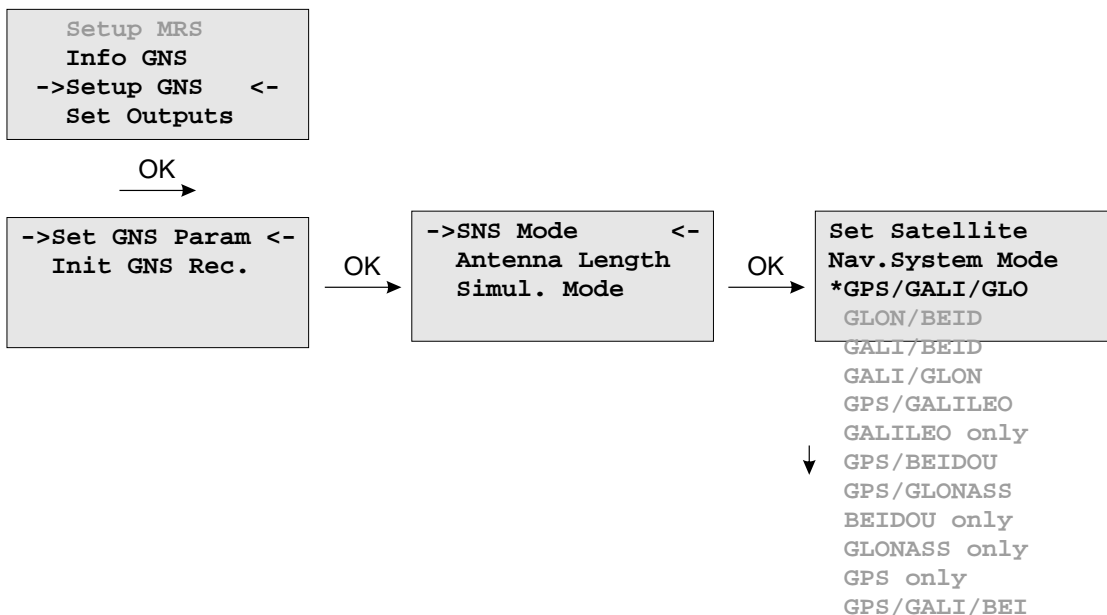 Setup MRS
Info GNS
->Setup GNS <-
Set Outputs
OK
->Set GNS Param <-
Init GNS Rec.
OK
->SNS Mode <-
Antenna Length
Simul. Mode
OK
Set Satellite
Nav.System Mode
*GPS/GALI/GLO
GLON/BEID
GALI/BEID
GALI/GLON
GPS/GALILEO
GALILEO only
GPS/BEIDOU
GPS/GLONASS
BEIDOU only
GLONASS only
GPS only
GPS/GALI/BEI